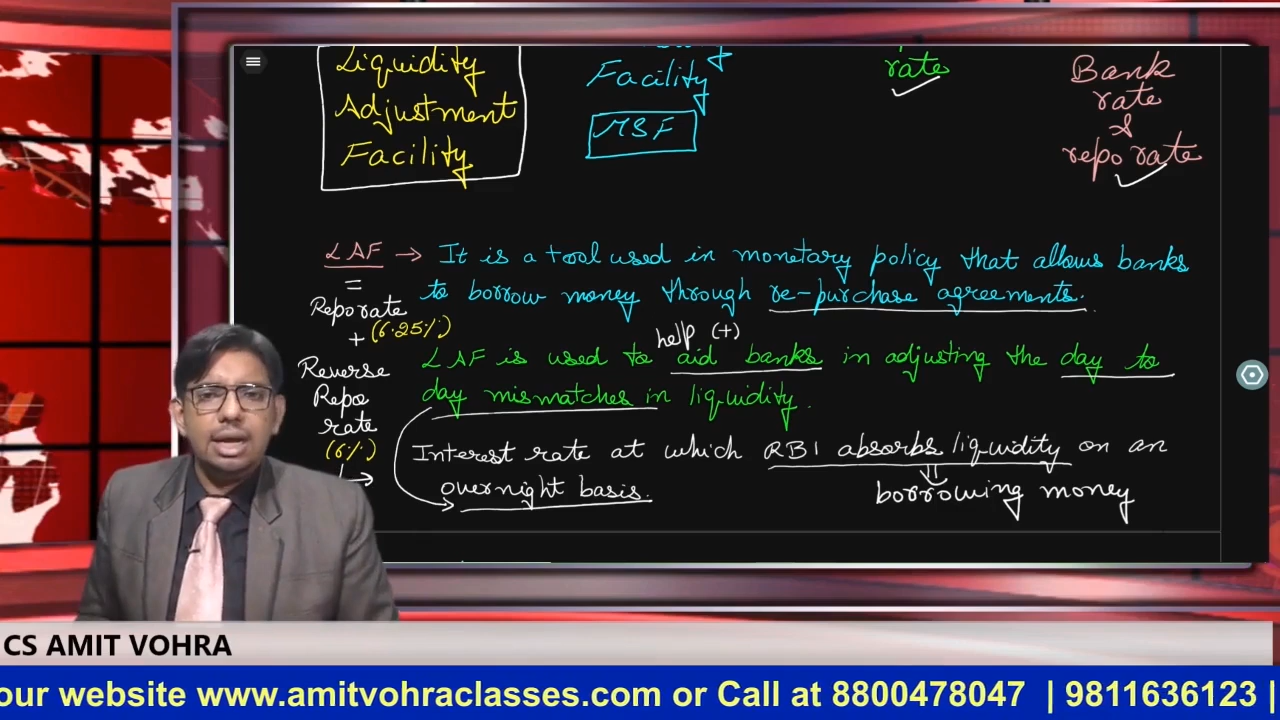 Liquidity
Adjustment
Facility
Facility
MSF
rate
Bank
rate
&
repo rate
LAF → It is a tool used in monetary policy that allows banks
to borrow money through re-purchase agreements.
=
Repo rate
+ (6.25%)
Reverse
Repo
rate
(6%)
help (+)
LAF is used to aid banks in adjusting the day to
day mismatches in liquidity.
Interest rate at which RBI absorbs liquidity on an
overnight basis.
borrowing money
CS AMIT VOHRA
our website www.amitvohraclasses.com or Call at 8800478047 | 9811636123 |